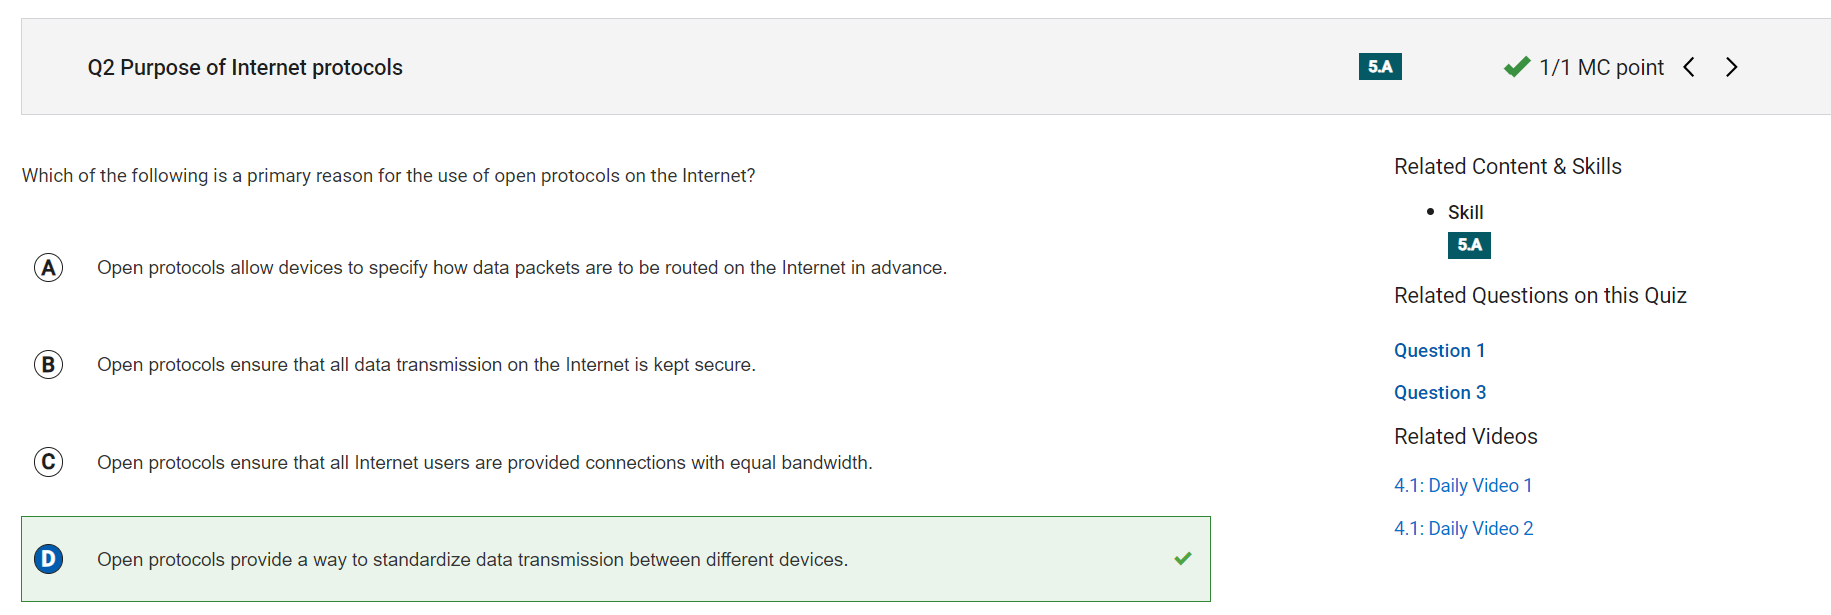 Q2 Purpose of Internet protocols
5.A
1/1 MC point
Which of the following is a primary reason for the use of open protocols on the Internet?
A Open protocols allow devices to specify how data packets are to be routed on the Internet in advance.
B Open protocols ensure that all data transmission on the Internet is kept secure.
C Open protocols ensure that all Internet users are provided connections with equal bandwidth.
D Open protocols provide a way to standardize data transmission between different devices.
Related Content & Skills
• Skill
5.A
Related Questions on this Quiz
Question 1
Question 3
Related Videos
4.1: Daily Video 1
4.1: Daily Video 2